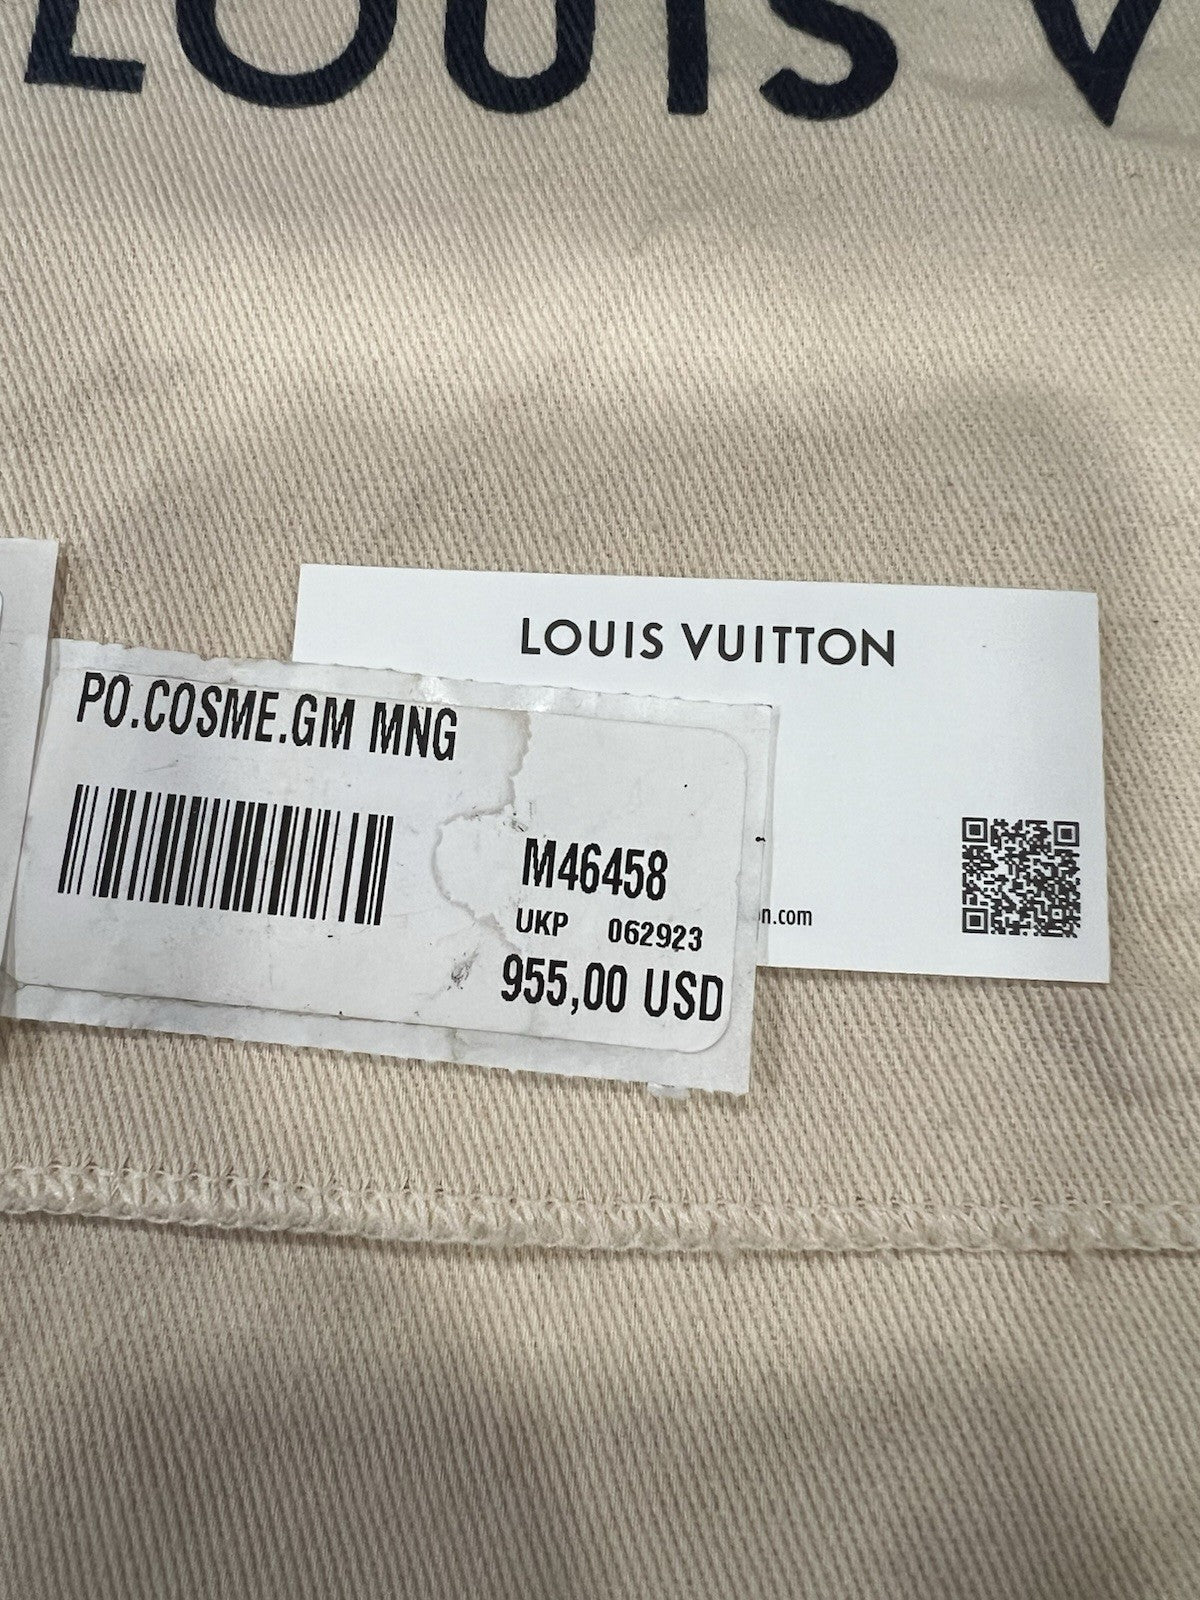 LOUIS V
LOUIS VUITTON
PO.COSME.GM MNG
M46458
UKP 062923
n.com
955,00 USD